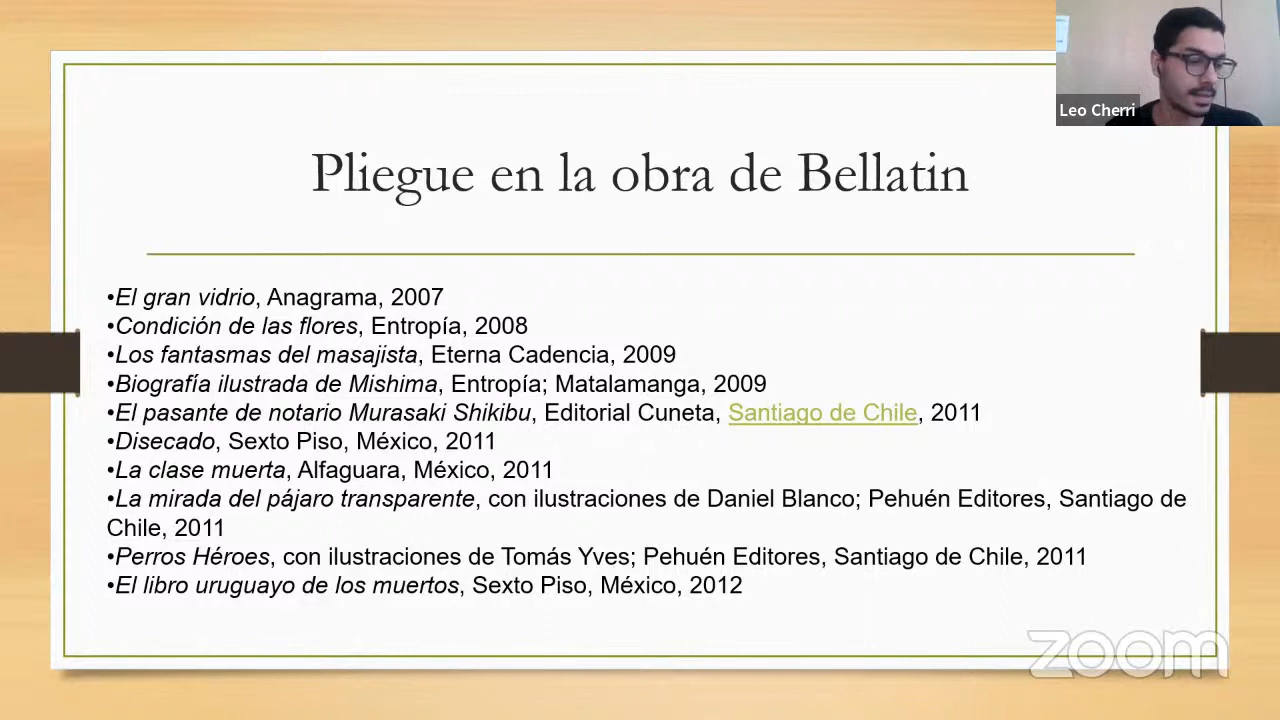 Leo Cherri
Pliegue en la obra de Bellatin
•El gran vidrio, Anagrama, 2007
•Condición de las flores, Entropía, 2008
•Los fantasmas del masajista, Eterna Cadencia, 2009
•Biografía ilustrada de Mishima, Entropía; Matalamanga, 2009
•El pasante de notario Murasaki Shikibu, Editorial Cuneta, Santiago de Chile, 2011
•Disecado, Sexto Piso, México, 2011
•La clase muerta, Alfaguara, México, 2011
•La mirada del pájaro transparente, con ilustraciones de Daniel Blanco; Pehuén Editores, Santiago de
Chile, 2011
•Perros Héroes, con ilustraciones de Tomás Yves; Pehuén Editores, Santiago de Chile, 2011
•El libro uruguayo de los muertos, Sexto Piso, México, 2012
zoom